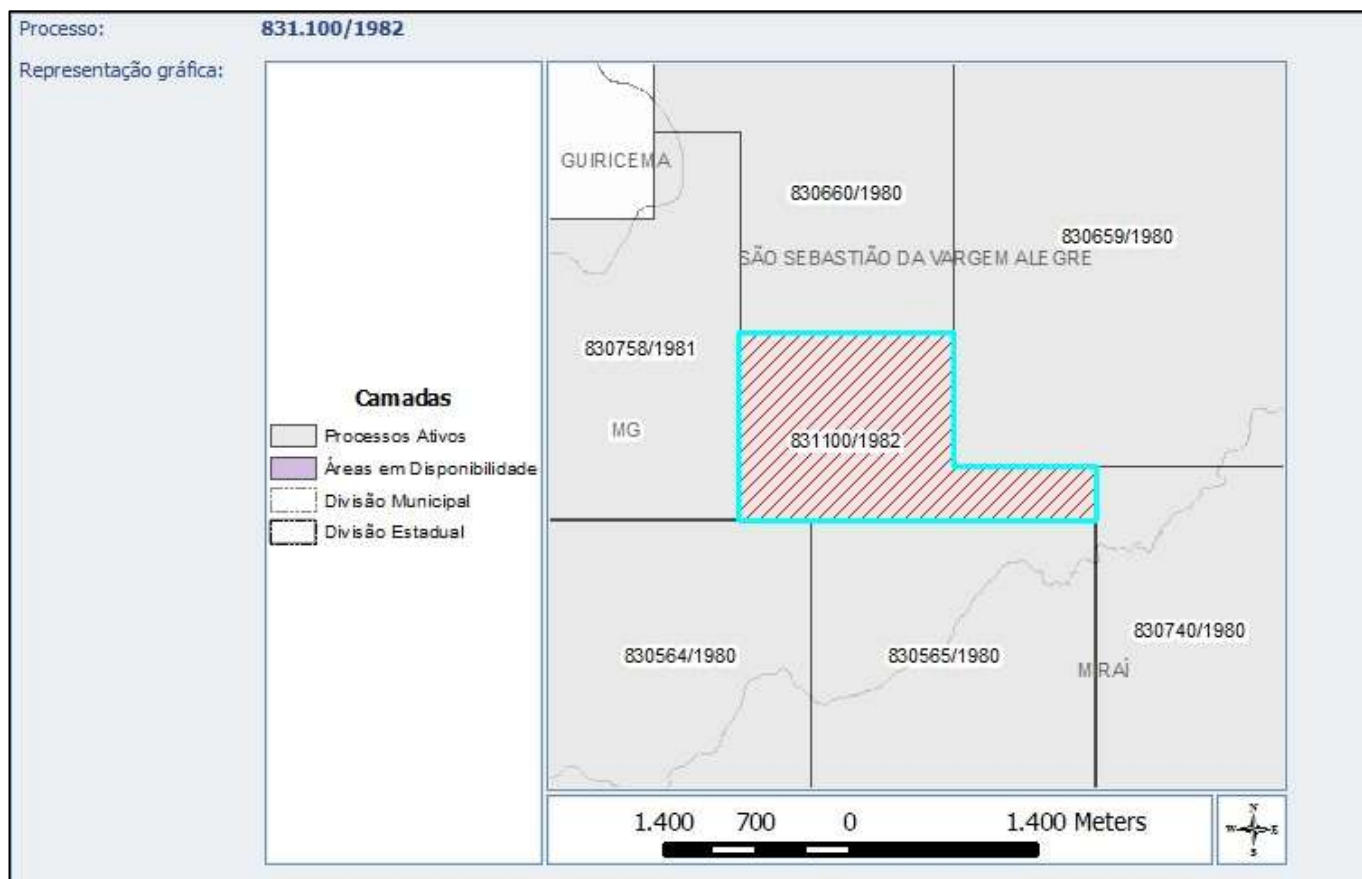 Processo: 831.100/1982
Representação gráfica:
Camadas
Processos Ativos
Áreas em Disponibilidade
Divisão Municipal
Divisão Estadual
GUIRICEMA
830660/1980
830659/1980
SÃO SEBASTIÃO DA VARGEM ALEGRE
830758/1981
MG
831100/1982
830740/1980
830564/1980
830565/1980
MIRAÍ
1.400 700 0 1.400 Meters
N
W E
S